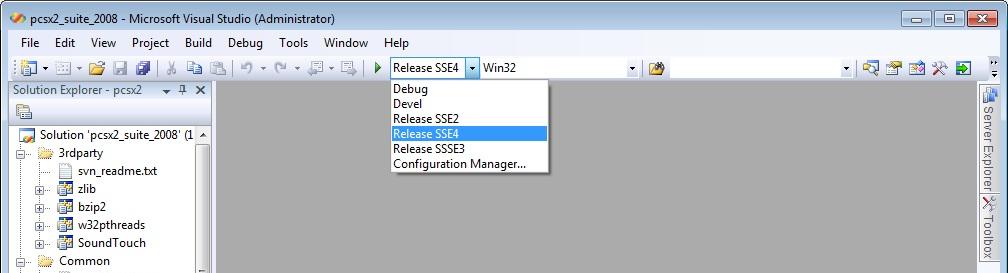 pcsx2_suite_2008 - Microsoft Visual Studio (Administrator)
File Edit View Project Build Debug Tools Window Help
Release SSE4 Win32
Debug
Devel
Release SSE2
Release SSE4
Release SSSE3
Configuration Manager...
Solution Explorer - pcsx2
Solution 'pcsx2_suite_2008' (1
3rdparty
svn_readme.txt
zlib
bzip2
w32pthreads
SoundTouch
Common
Server Explorer
Toolbox